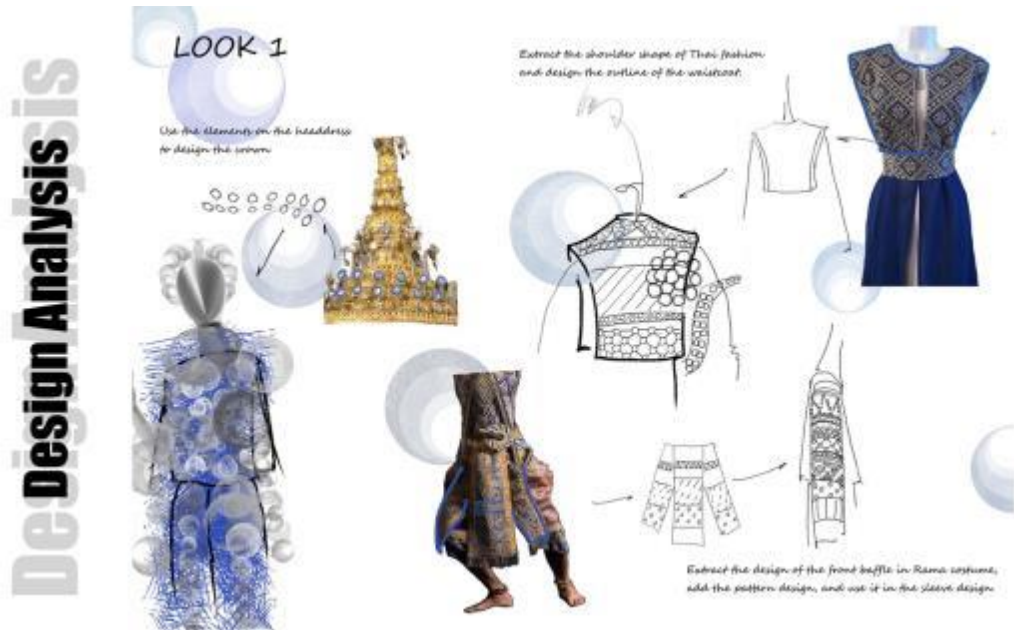 Design Analysis
LOOK 1
Use the elements on the headdress
to design the crown
Extract the shoulder shape of Thai fashion
and design the outline of the waistcoat.
Extract the design of the front baffle in Rama costume,
add the pattern design, and use it in the sleeve design